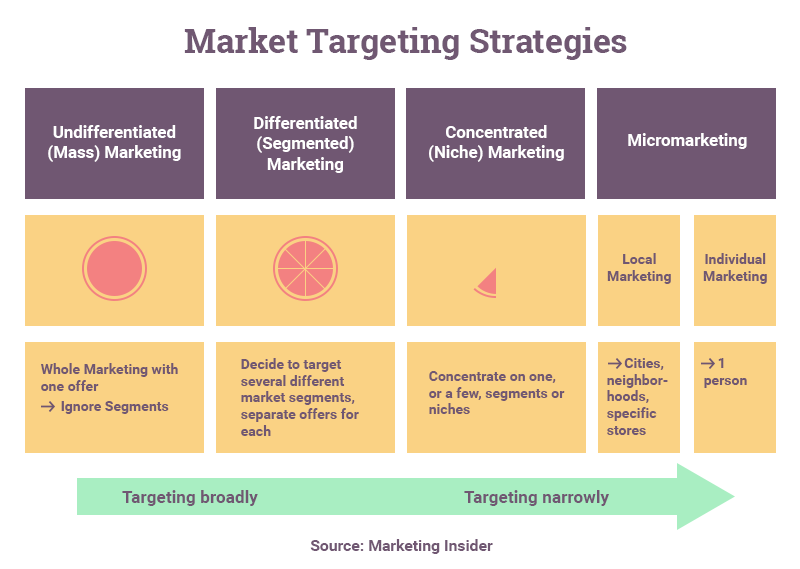 Market Targeting Strategies
Undifferentiated
(Mass) Marketing
Differentiated
(Segmented)
Marketing
Concentrated
(Niche) Marketing
Micromarketing
Local
Marketing
Individual
Marketing
Whole Marketing with
one offer
→ Ignore Segments
Decide to target
several different
market segments,
separate offers for
each
Concentrate on one,
or a few, segments or
niches
→ Cities,
neighbor-
hoods,
specific
stores
→ 1
person
Targeting broadly
Targeting narrowly
Source: Marketing Insider